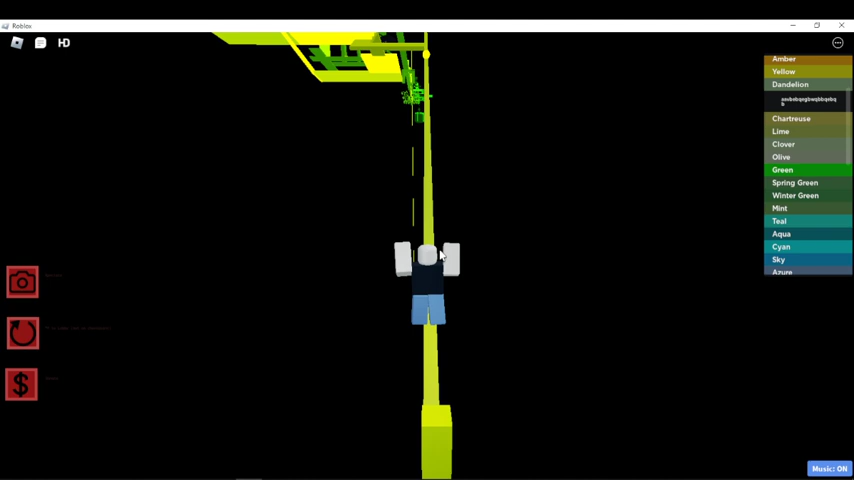 Roblox
HD
Amber
Yellow
Dandelion
Chartreuse
Lime
Clover
Olive
Green
Spring Green
Winter Green
Mint
Teal
Aqua
Cyan
Sky
Azure
$
Music: ON